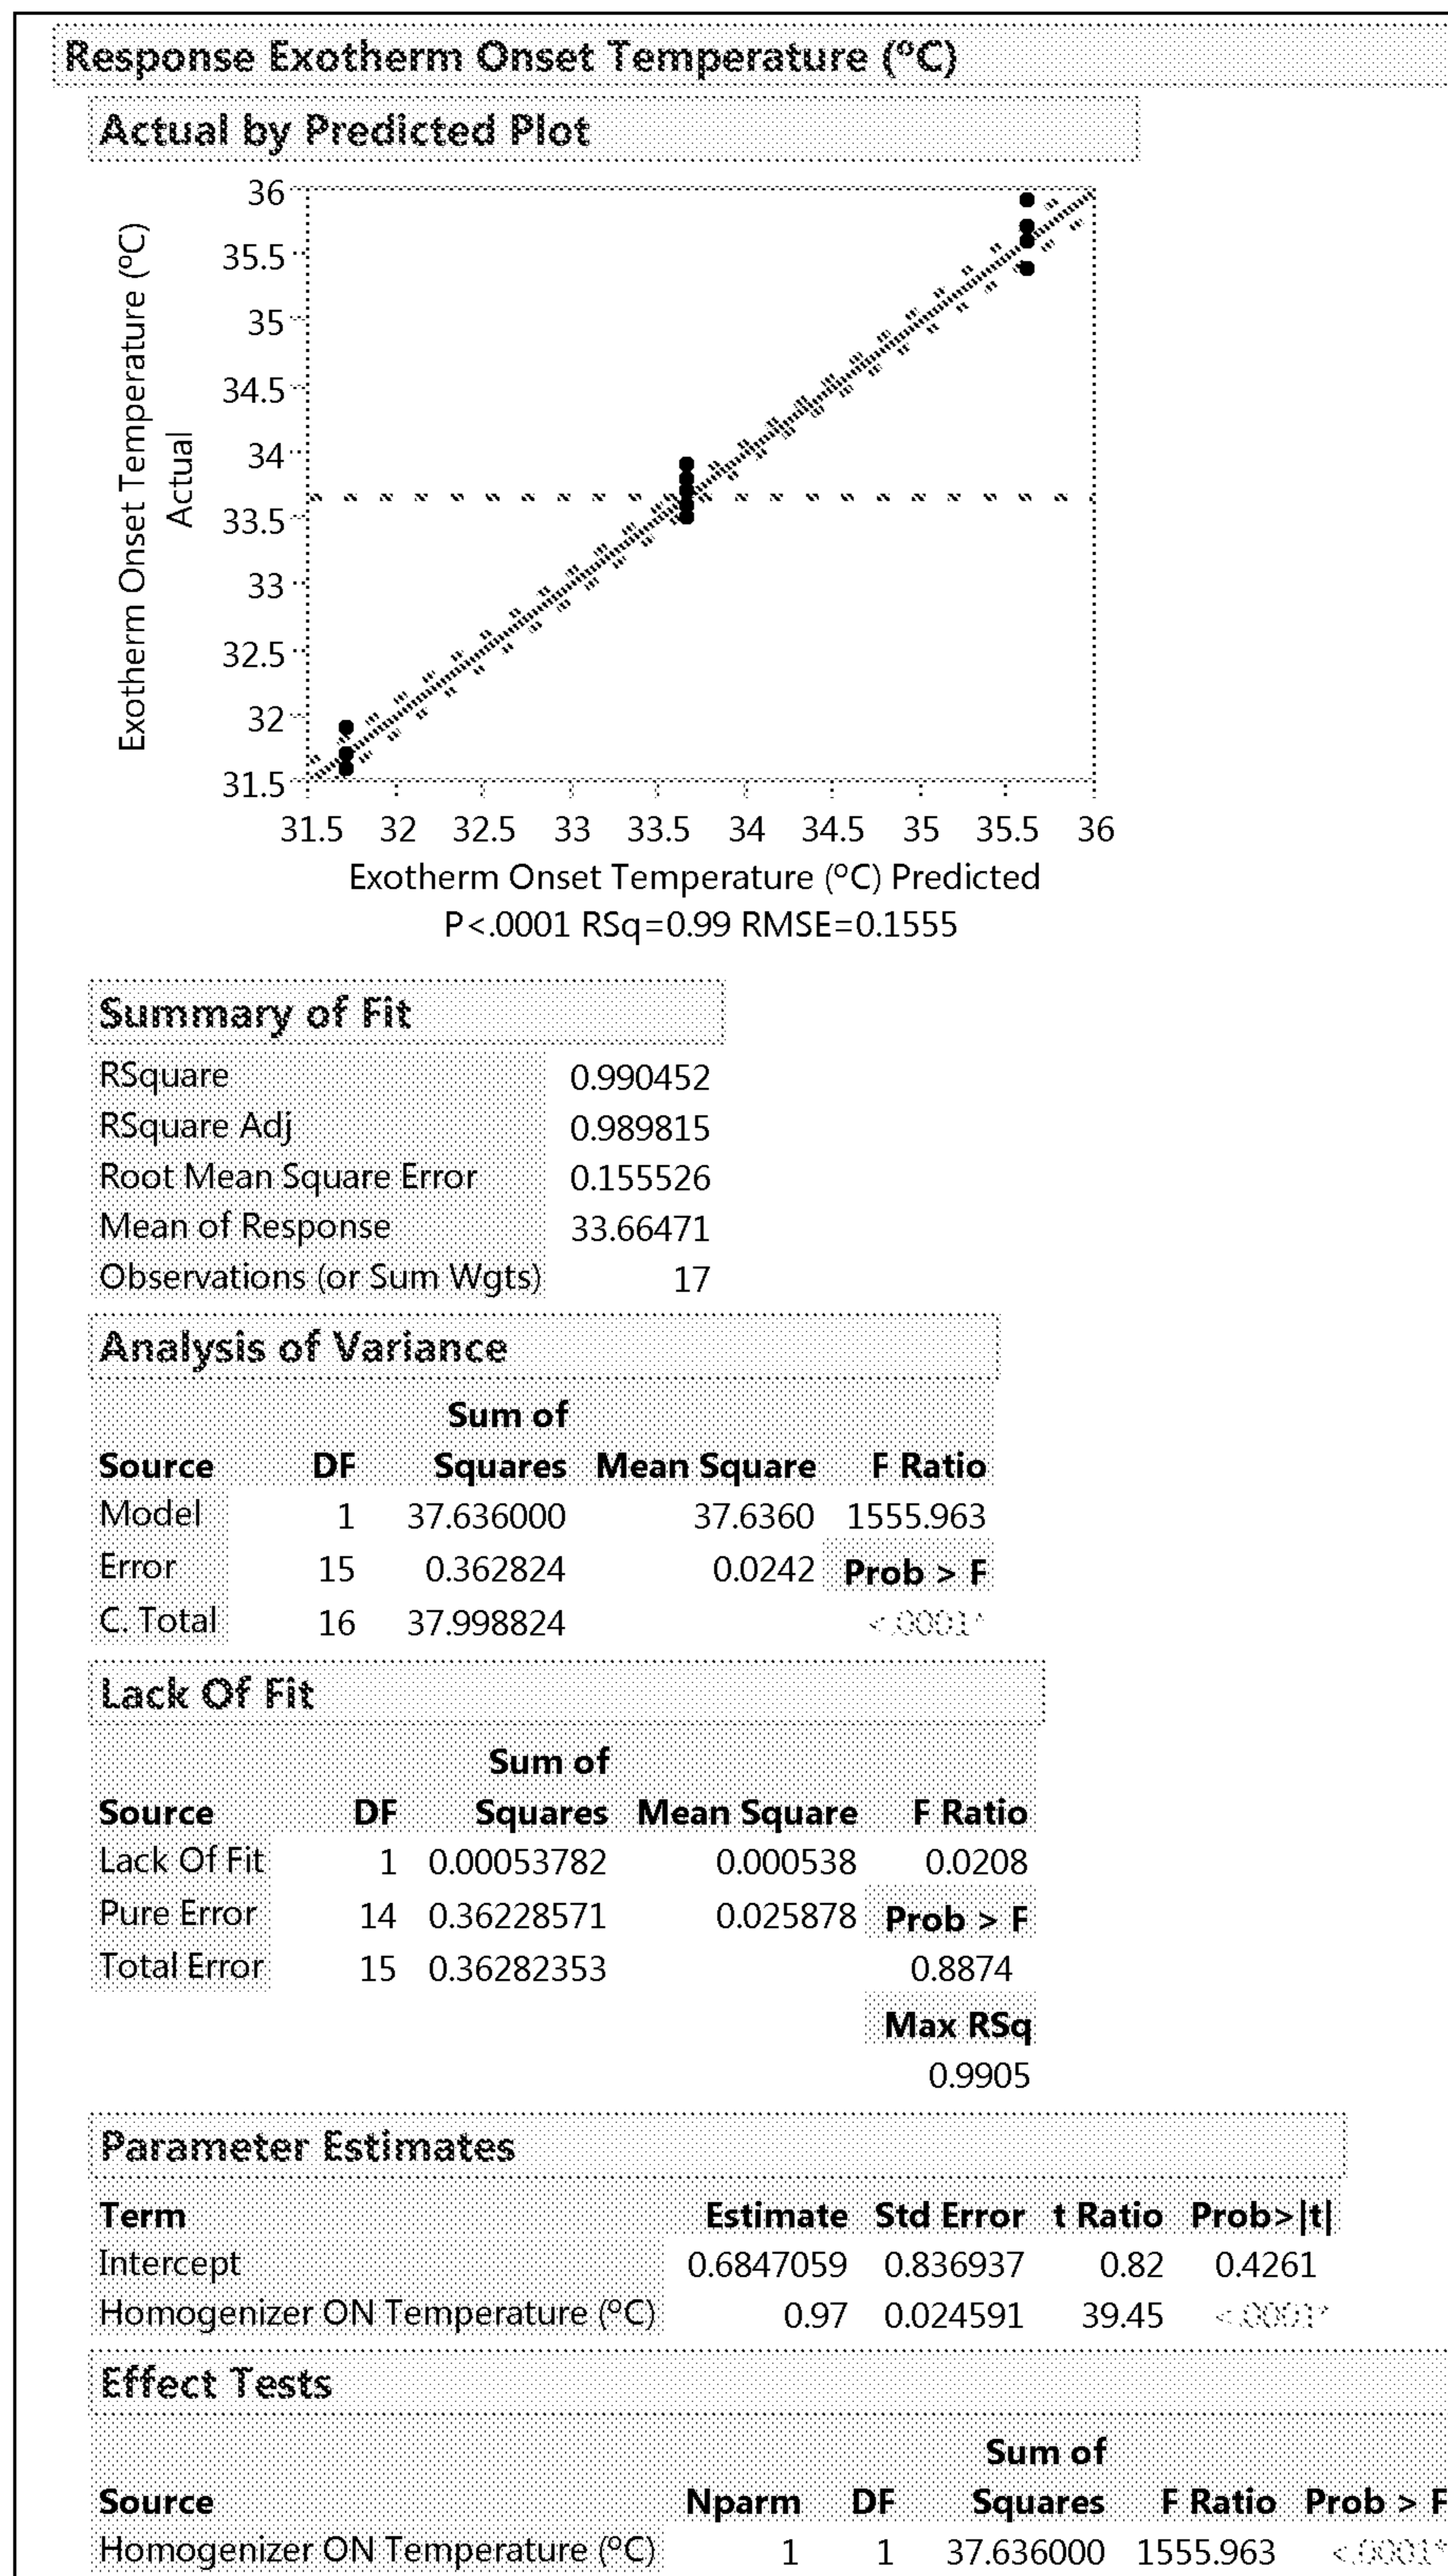 Response Exotherm Onset Temperature (ºC)
Actual by Predicted Plot
Exotherm Onset Temperature (ºC)
Actual
36
35.5
35
34.5
34
33.5
33
32.5
32
31.5
31.5 32 32.5 33 33.5 34 34.5 35 35.5 36
Exotherm Onset Temperature (ºC) Predicted
P<.0001 RSq=0.99 RMSE=0.1555
Summary of Fit
RSquare 0.990452
RSquare Adj 0.989815
Root Mean Square Error 0.155526
Mean of Response 33.66471
Observations (or Sum Wgts) 17
Analysis of Variance
Sum of
Source DF Squares Mean Square F Ratio
Model 1 37.636000 37.6360 1555.963
Error 15 0.362824 0.0242 Prob > F
C. Total 16 37.998824 <.0001*
Lack Of Fit
Sum of
Source DF Squares Mean Square F Ratio
Lack Of Fit 1 0.00053782 0.000538 0.0208
Pure Error 14 0.36228571 0.025878 Prob > F
Total Error 15 0.36282353 0.8874
Max RSq
0.9905
Parameter Estimates
Term Estimate Std Error t Ratio Prob>|t|
Intercept 0.6847059 0.836937 0.82 0.4261
Homogenizer ON Temperature (ºC) 0.97 0.024591 39.45 <.0001*
Effect Tests
Sum of
Source Nparm DF Squares F Ratio Prob > F
Homogenizer ON Temperature (ºC) 1 1 37.636000 1555.963 <.0001*